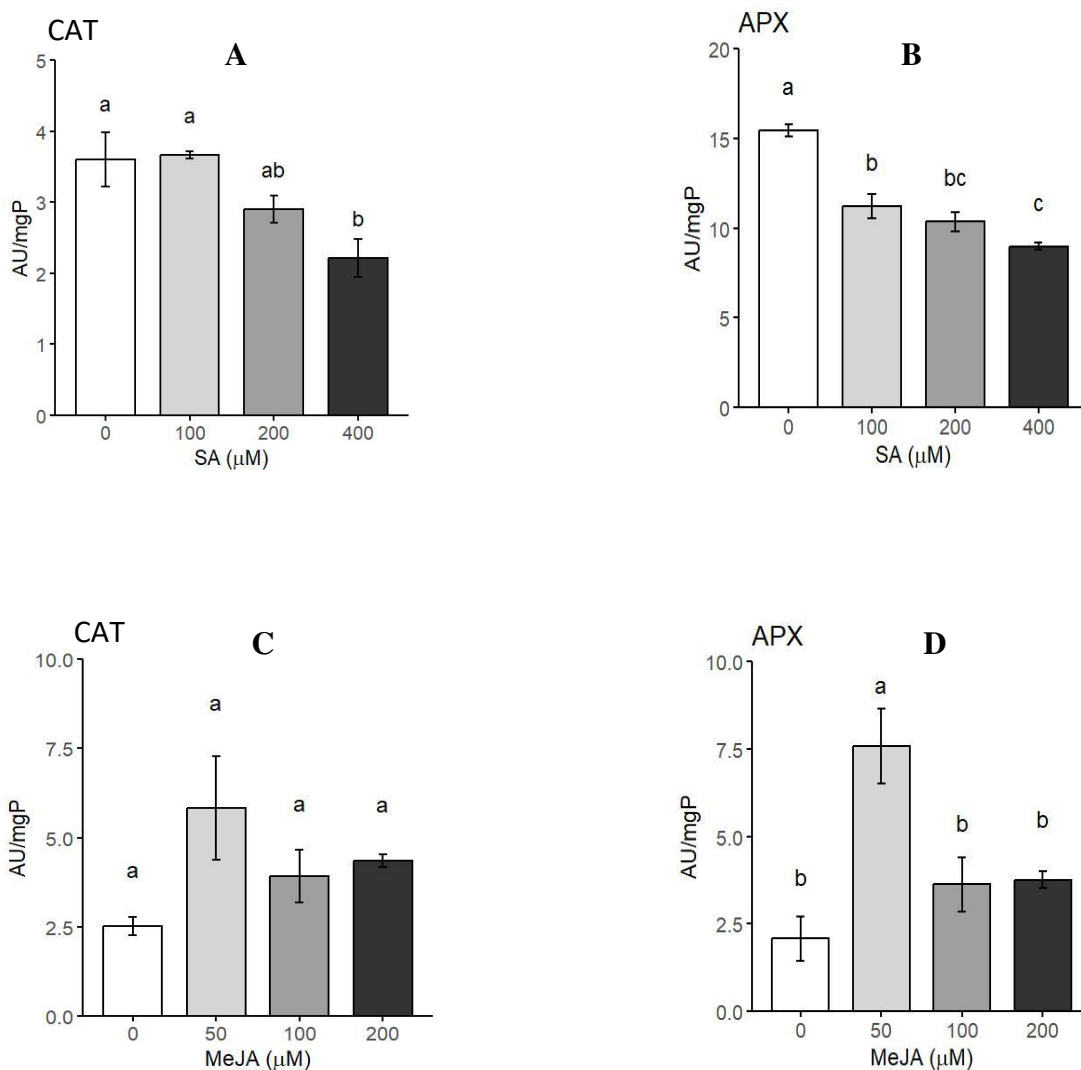 CAT
A
5
4
3
2
1
0
AU/mgP
a
a
ab
b
0 100 200 400
SA (μM)
APX
B
20
15
10
5
0
AU/mgP
a
b
bc
c
0 100 200 400
SA (μM)
CAT
C
10.0
7.5
5.0
2.5
0.0
AU/mgP
a
a
a
a
0 50 100 200
MeJA (μM)
APX
D
10.0
7.5
5.0
2.5
0.0
AU/mgP
b
a
b
b
0 50 100 200
MeJA (μM)